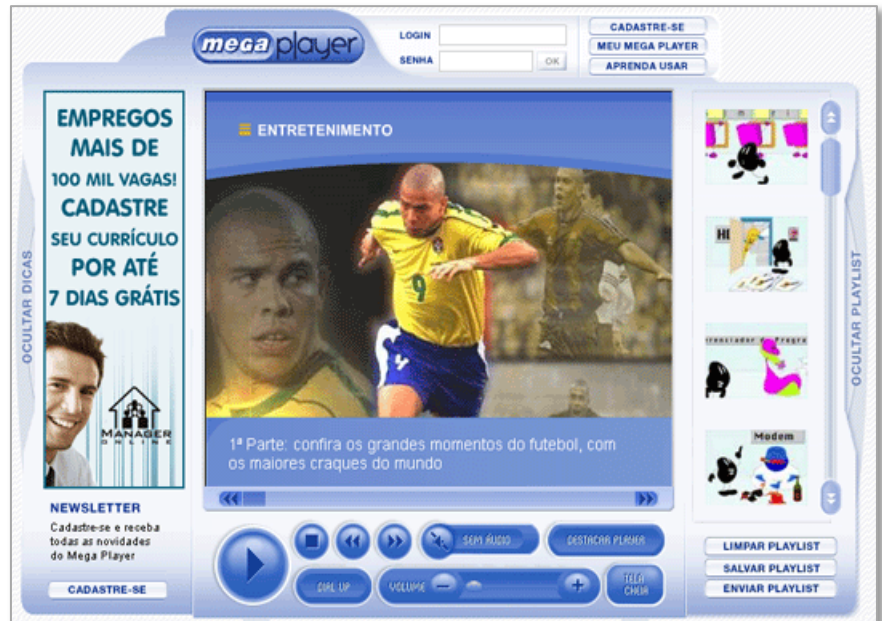 mega player
LOGIN
SENHA
OK
CADASTRE-SE
MEU MEGA PLAYER
APRENDA USAR
OCULTAR DICAS
EMPREGOS
MAIS DE
100 MIL VAGAS!
CADASTRE
SEU CURRÍCULO
POR ATÉ
7 DIAS GRÁTIS
MANAGER
ONLINE
NEWSLETTER
Cadastre-se e receba
todas as novidades
do Mega Player
CADASTRE-SE
ENTRETENIMENTO
9
1ª Parte: confira os grandes momentos do futebol, com
os maiores craques do mundo
SEM ÁUDIO
DESTACAR PLAYER
DIAL UP
VOLUME
TELA
CHEIA
Modem
OCULTAR PLAYLIST
LIMPAR PLAYLIST
SALVAR PLAYLIST
ENVIAR PLAYLIST